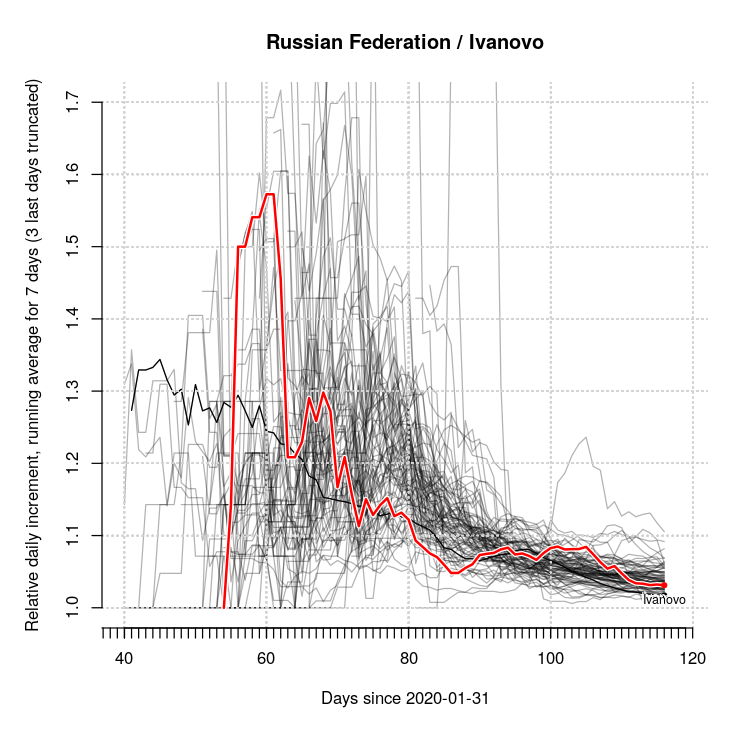 Russian Federation / Ivanovo
Relative daily increment, running average for 7 days (3 last days truncated)
1.7
1.6
1.5
1.4
1.3
1.2
1.1
1.0
Ivanovo
40 60 80 100 120
Days since 2020-01-31